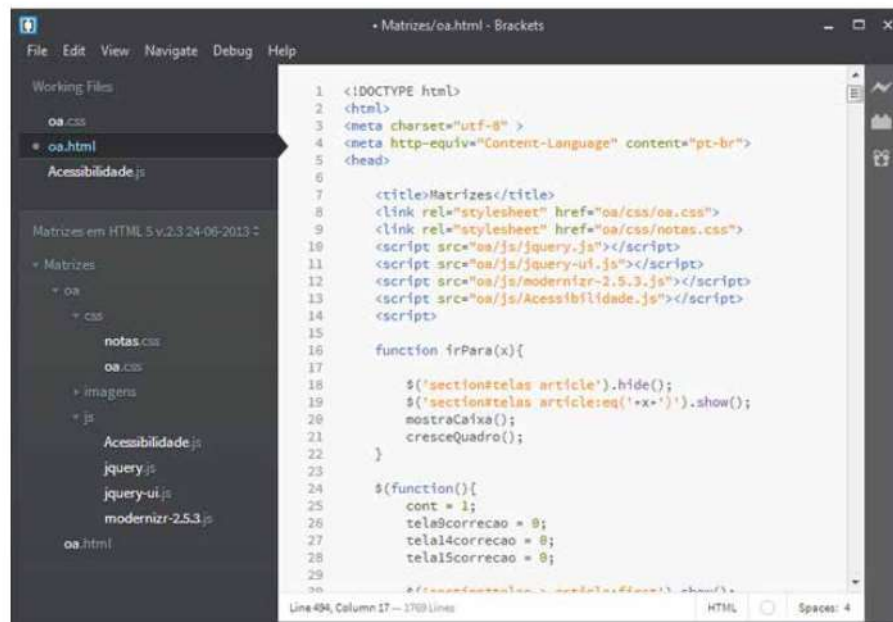 • Matrizes/oa.html - Brackets
File Edit View Navigate Debug Help
Working Files
oa.css
oa.html
Acessibilidade.js
Matrizes em HTML 5 v.2.3 24-06-2013
Matrizes
oa
css
notas.css
oa.css
imagens
js
Acessibilidade.js
jquery.js
jquery-ui.js
modernizr-2.5.3.js
oa.html
1 <!DOCTYPE html>
2 <html>
3 <meta charset="utf-8" >
4 <meta http-equiv="Content-Language" content="pt-br">
5 <head>
6
7 <title>Matrizes</title>
8 <link rel="stylesheet" href="oa/css/oa.css">
9 <link rel="stylesheet" href="oa/css/notas.css">
10 <script src="oa/js/jquery.js"></script>
11 <script src="oa/js/jquery-ui.js"></script>
12 <script src="oa/js/modernizr-2.5.3.js"></script>
13 <script src="oa/js/Acessibilidade.js"></script>
14 <script>
15
16 function irPara(x){
17
18 $('section#telas article').hide();
19 $('section#telas article:eq('+x+')').show();
20 mostraCaixa();
21 cresceQuadro();
22 }
23
24 $(function(){
25 cont = 1;
26 tela9correcao = 0;
27 tela14correcao = 0;
28 tela15correcao = 0;
29
30 $('section#telas > article:first').show();
Line 494, Column 17 — 1769 Lines
HTML
Spaces: 4